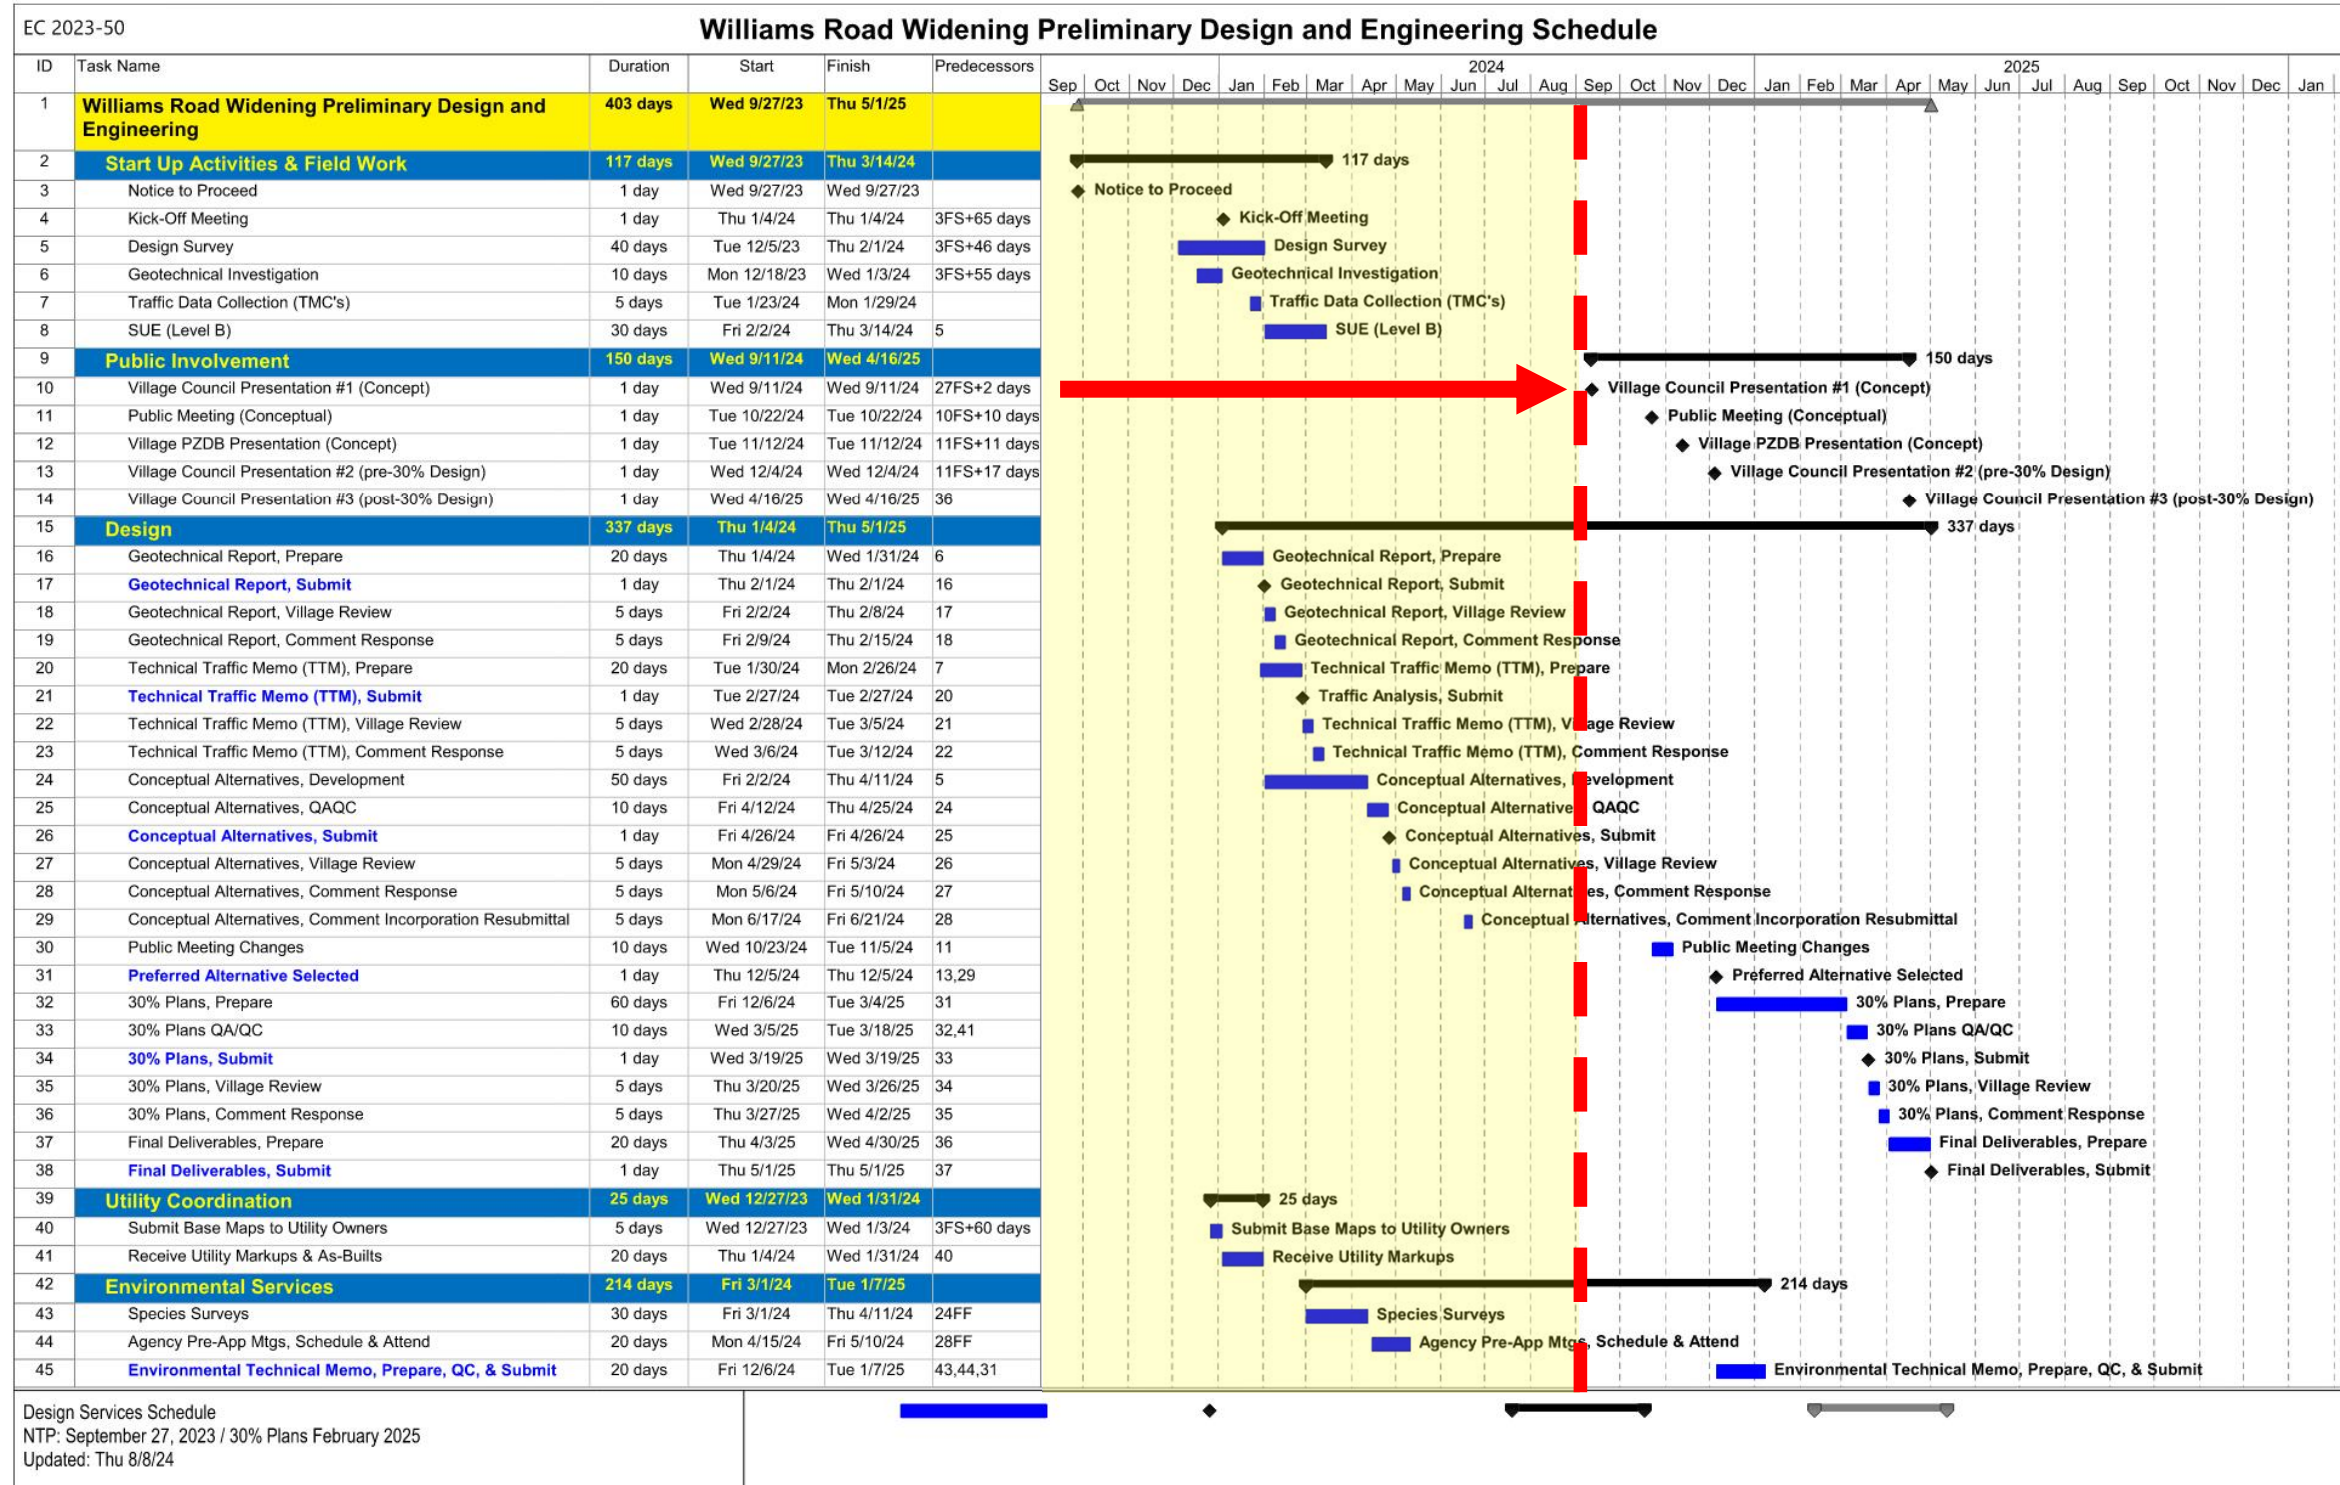 EC 2023-50
Williams Road Widening Preliminary Design and Engineering Schedule
ID Task Name Duration Start Finish Predecessors
2024 2025
Sep Oct Nov Dec Jan Feb Mar Apr May Jun Jul Aug Sep Oct Nov Dec Jan Feb Mar Apr May Jun Jul Aug Sep Oct Nov Dec Jan
1 Williams Road Widening Preliminary Design and 403 days Wed 9/27/23 Thu 5/1/25
Engineering
2 Start Up Activities & Field Work 117 days Wed 9/27/23 Thu 3/14/24 117 days
3 Notice to Proceed 1 day Wed 9/27/23 Wed 9/27/23 Notice to Proceed
4 Kick-Off Meeting 1 day Thu 1/4/24 Thu 1/4/24 3FS+65 days Kick-Off Meeting
5 Design Survey 40 days Tue 12/5/23 Thu 2/1/24 3FS+46 days Design Survey
6 Geotechnical Investigation 10 days Mon 12/18/23 Wed 1/3/24 3FS+55 days Geotechnical Investigation
7 Traffic Data Collection (TMC's) 5 days Tue 1/23/24 Mon 1/29/24 Traffic Data Collection (TMC's)
8 SUE (Level B) 30 days Fri 2/2/24 Thu 3/14/24 5 SUE (Level B)
9 Public Involvement 150 days Wed 9/11/24 Wed 4/16/25 150 days
10 Village Council Presentation #1 (Concept) 1 day Wed 9/11/24 Wed 9/11/24 27FS+2 days Village Council Presentation #1 (Concept)
11 Public Meeting (Conceptual) 1 day Tue 10/22/24 Tue 10/22/24 10FS+10 days Public Meeting (Conceptual)
12 Village PZDB Presentation (Concept) 1 day Tue 11/12/24 Tue 11/12/24 11FS+11 days Village PZDB Presentation (Concept)
13 Village Council Presentation #2 (pre-30% Design) 1 day Wed 12/4/24 Wed 12/4/24 11FS+17 days Village Council Presentation #2 (pre-30% Design)
14 Village Council Presentation #3 (post-30% Design) 1 day Wed 4/16/25 Wed 4/16/25 36 Village Council Presentation #3 (post-30% Design)
15 Design 337 days Thu 1/4/24 Thu 5/1/25 337 days
16 Geotechnical Report, Prepare 20 days Thu 1/4/24 Wed 1/31/24 6 Geotechnical Report, Prepare
17 Geotechnical Report, Submit 1 day Thu 2/1/24 Thu 2/1/24 16 Geotechnical Report, Submit
18 Geotechnical Report, Village Review 5 days Fri 2/2/24 Thu 2/8/24 17 Geotechnical Report, Village Review
19 Geotechnical Report, Comment Response 5 days Fri 2/9/24 Thu 2/15/24 18 Geotechnical Report, Comment Response
20 Technical Traffic Memo (TTM), Prepare 20 days Tue 1/30/24 Mon 2/26/24 7 Technical Traffic Memo (TTM), Prepare
21 Technical Traffic Memo (TTM), Submit 1 day Tue 2/27/24 Tue 2/27/24 20 Traffic Analysis, Submit
22 Technical Traffic Memo (TTM), Village Review 5 days Wed 2/28/24 Tue 3/5/24 21 Technical Traffic Memo (TTM), Village Review
23 Technical Traffic Memo (TTM), Comment Response 5 days Wed 3/6/24 Tue 3/12/24 22 Technical Traffic Memo (TTM), Comment Response
24 Conceptual Alternatives, Development 50 days Fri 2/2/24 Thu 4/11/24 5 Conceptual Alternatives, Development
25 Conceptual Alternatives, QAQC 10 days Fri 4/12/24 Thu 4/25/24 24 Conceptual Alternatives, QAQC
26 Conceptual Alternatives, Submit 1 day Fri 4/26/24 Fri 4/26/24 25 Conceptual Alternatives, Submit
27 Conceptual Alternatives, Village Review 5 days Mon 4/29/24 Fri 5/3/24 26 Conceptual Alternatives, Village Review
28 Conceptual Alternatives, Comment Response 5 days Mon 5/6/24 Fri 5/10/24 27 Conceptual Alternatives, Comment Response
29 Conceptual Alternatives, Comment Incorporation Resubmittal 5 days Mon 6/17/24 Fri 6/21/24 28 Conceptual Alternatives, Comment Incorporation Resubmittal
30 Public Meeting Changes 10 days Wed 10/23/24 Tue 11/5/24 11 Public Meeting Changes
31 Preferred Alternative Selected 1 day Thu 12/5/24 Thu 12/5/24 13,29 Preferred Alternative Selected
32 30% Plans, Prepare 60 days Fri 12/6/24 Tue 3/4/25 31 30% Plans, Prepare
33 30% Plans QA/QC 10 days Wed 3/5/25 Tue 3/18/25 32,41 30% Plans QA/QC
34 30% Plans, Submit 1 day Wed 3/19/25 Wed 3/19/25 33 30% Plans, Submit
35 30% Plans, Village Review 5 days Thu 3/20/25 Wed 3/26/25 34 30% Plans, Village Review
36 30% Plans, Comment Response 5 days Thu 3/27/25 Wed 4/2/25 35 30% Plans, Comment Response
37 Final Deliverables, Prepare 20 days Thu 4/3/25 Wed 4/30/25 36 Final Deliverables, Prepare
38 Final Deliverables, Submit 1 day Thu 5/1/25 Thu 5/1/25 37 Final Deliverables, Submit
39 Utility Coordination 25 days Wed 12/27/23 Wed 1/31/24 25 days
40 Submit Base Maps to Utility Owners 5 days Wed 12/27/23 Wed 1/3/24 3FS+60 days Submit Base Maps to Utility Owners
41 Receive Utility Markups & As-Builts 20 days Thu 1/4/24 Wed 1/31/24 40 Receive Utility Markups
42 Environmental Services 214 days Fri 3/1/24 Tue 1/7/25 214 days
43 Species Surveys 30 days Fri 3/1/24 Thu 4/11/24 24FF Species Surveys
44 Agency Pre-App Mtgs, Schedule & Attend 20 days Mon 4/15/24 Fri 5/10/24 28FF Agency Pre-App Mtgs, Schedule & Attend
45 Environmental Technical Memo, Prepare, QC, & Submit 20 days Fri 12/6/24 Tue 1/7/25 43,44,31 Environmental Technical Memo, Prepare, QC, & Submit
Design Services Schedule
NTP: September 27, 2023 / 30% Plans February 2025
Updated: Thu 8/8/24